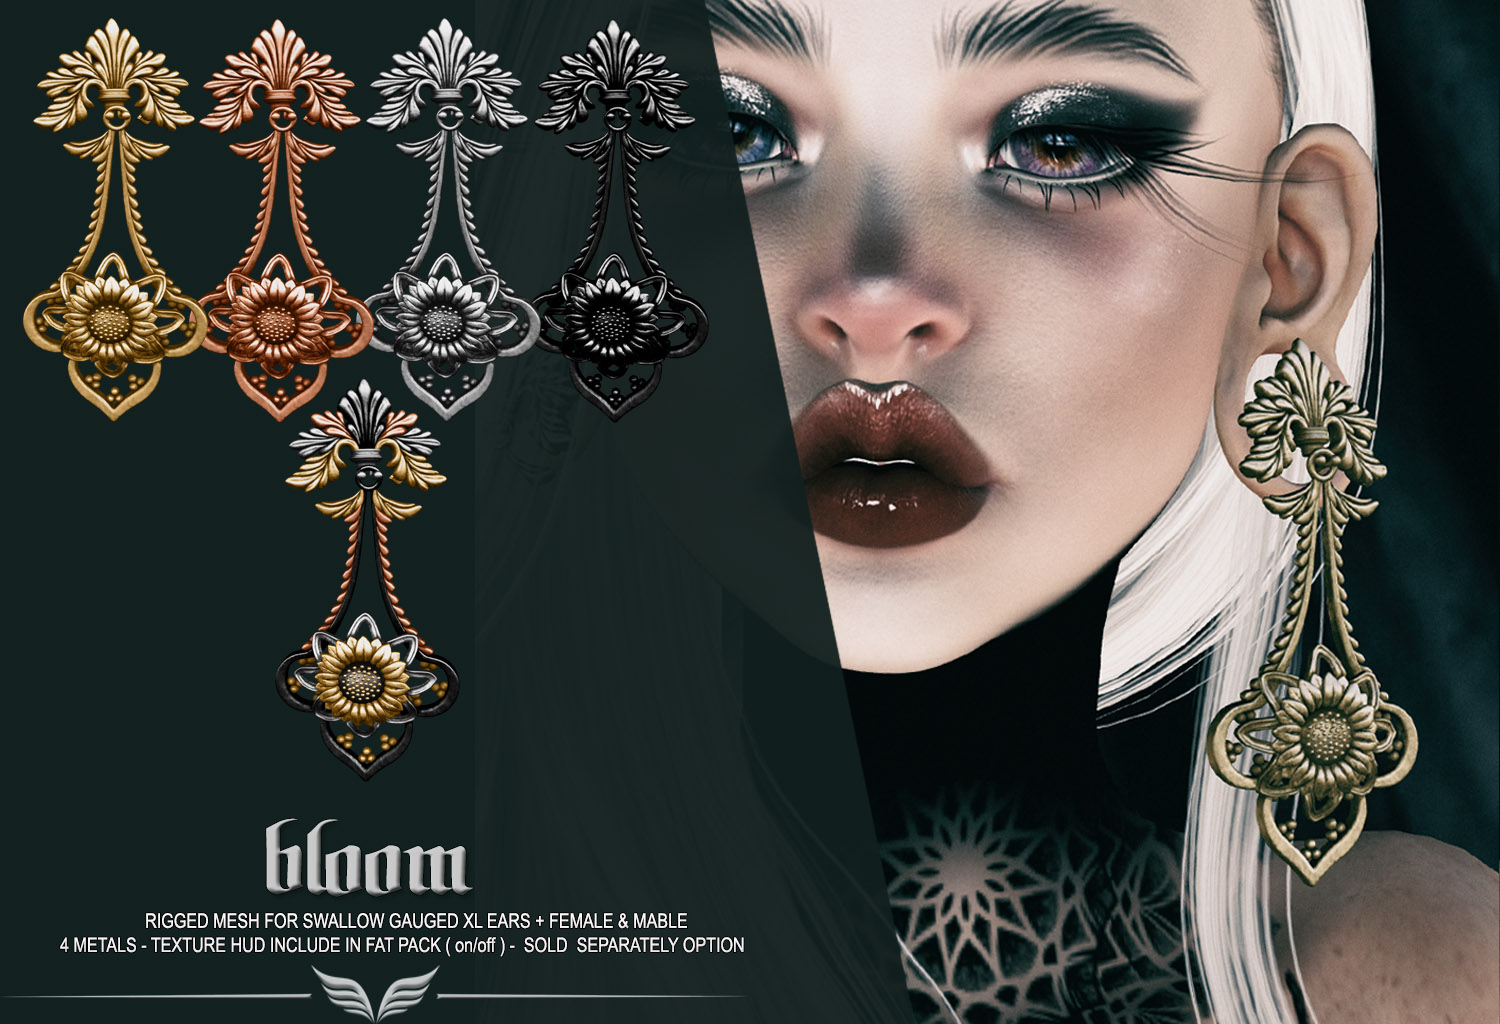 bloom
RIGGED MESH FOR SWALLOW GAUGED XL EARS + FEMALE & MABLE
4 METALS - TEXTURE HUD INCLUDE IN FAT PACK ( on/off ) - SOLD SEPARATELY OPTION